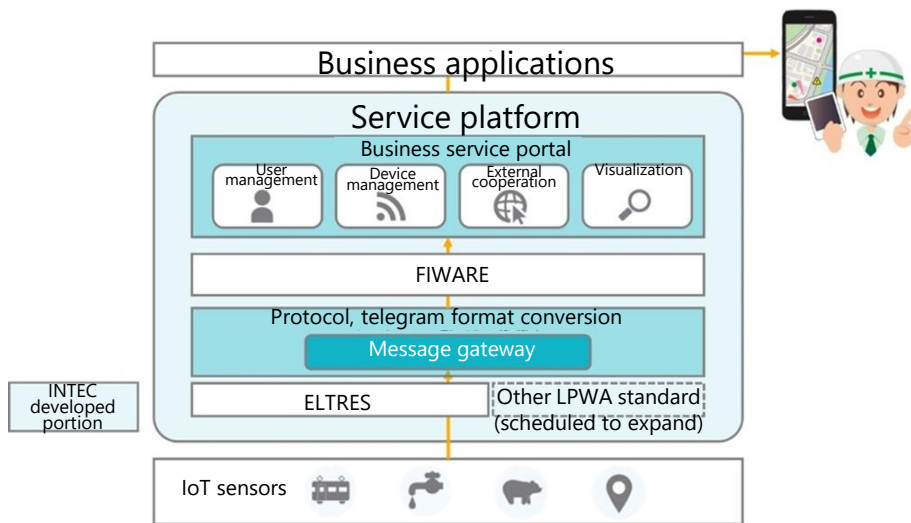 Business applications
Service platform
Business service portal
User
management
Device
management
External
cooperation
Visualization
FIWARE
Protocol, telegram format conversion
Message gateway
INTEC
developed
portion
ELTRES
Other LPWA standard
(scheduled to expand)
IoT sensors